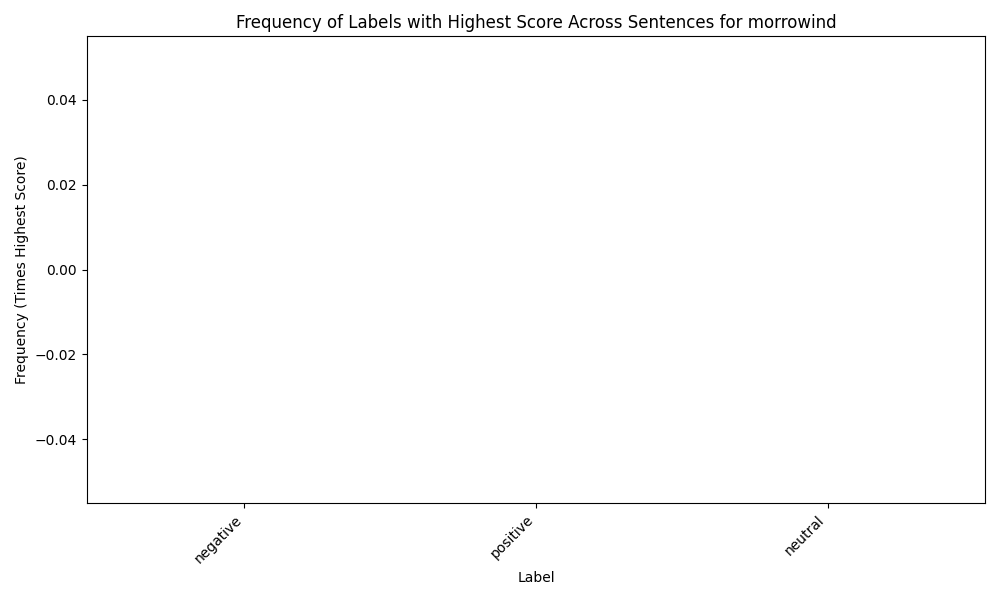 Frequency of Labels with Highest Score Across Sentences for morrowind
Frequency (Times Highest Score)
0.04
0.02
0.00
−0.02
−0.04
negative
positive
neutral
Label